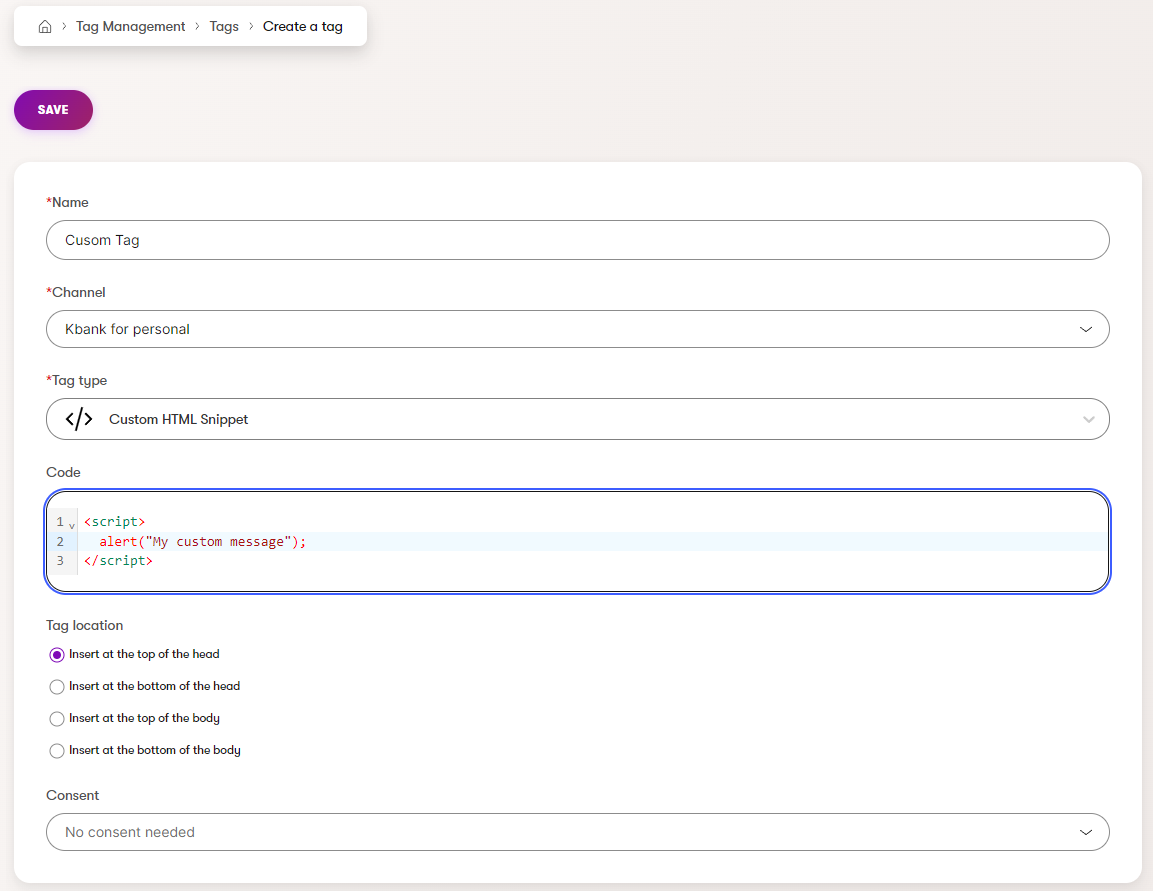 Tag Management > Tags > Create a tag
SAVE
*Name
Cusom Tag
*Channel
Kbank for personal
*Tag type
</> Custom HTML Snippet
Code
1 <script>
2 alert("My custom message");
3 </script>
Tag location
Insert at the top of the head
Insert at the bottom of the head
Insert at the top of the body
Insert at the bottom of the body
Consent
No consent needed